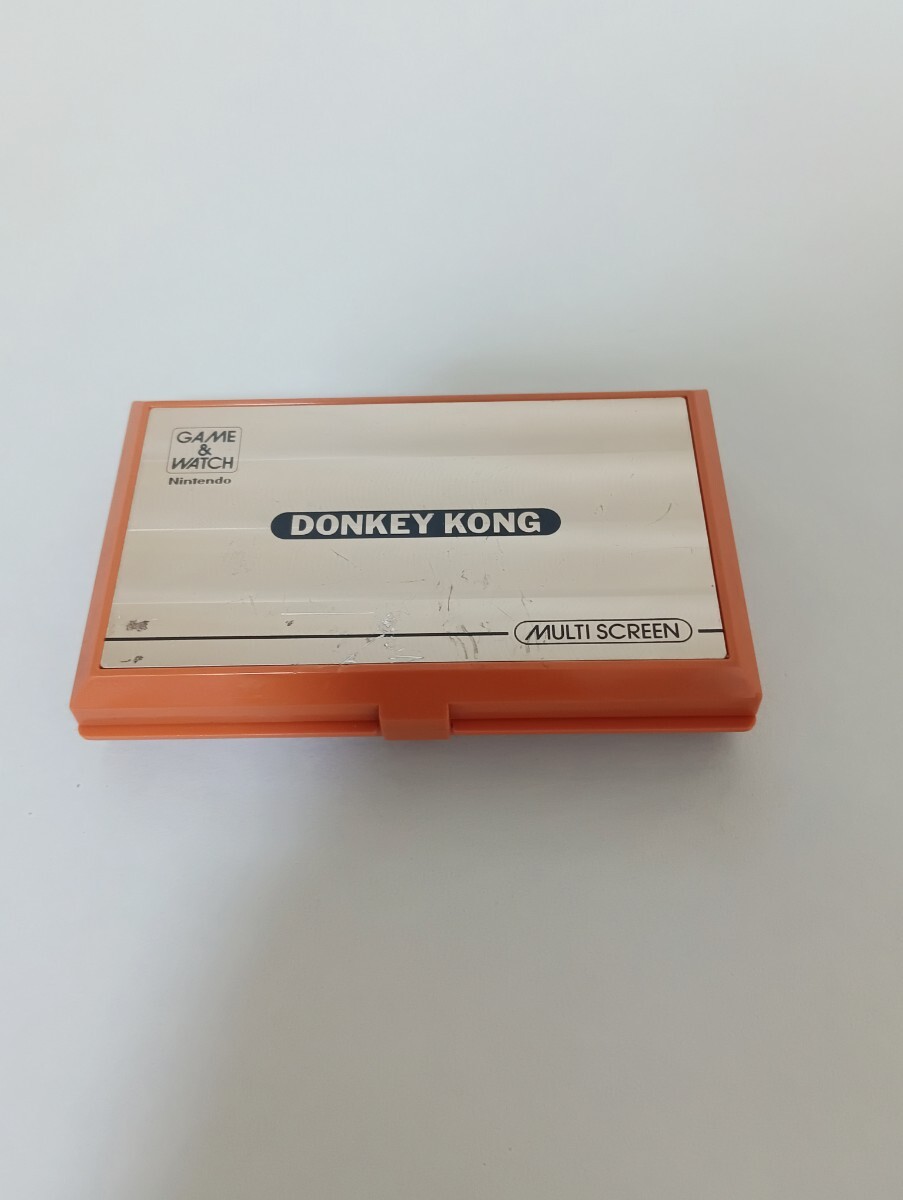 GAME
&
WATCH
Nintendo
DONKEY KONG
MULTI SCREEN